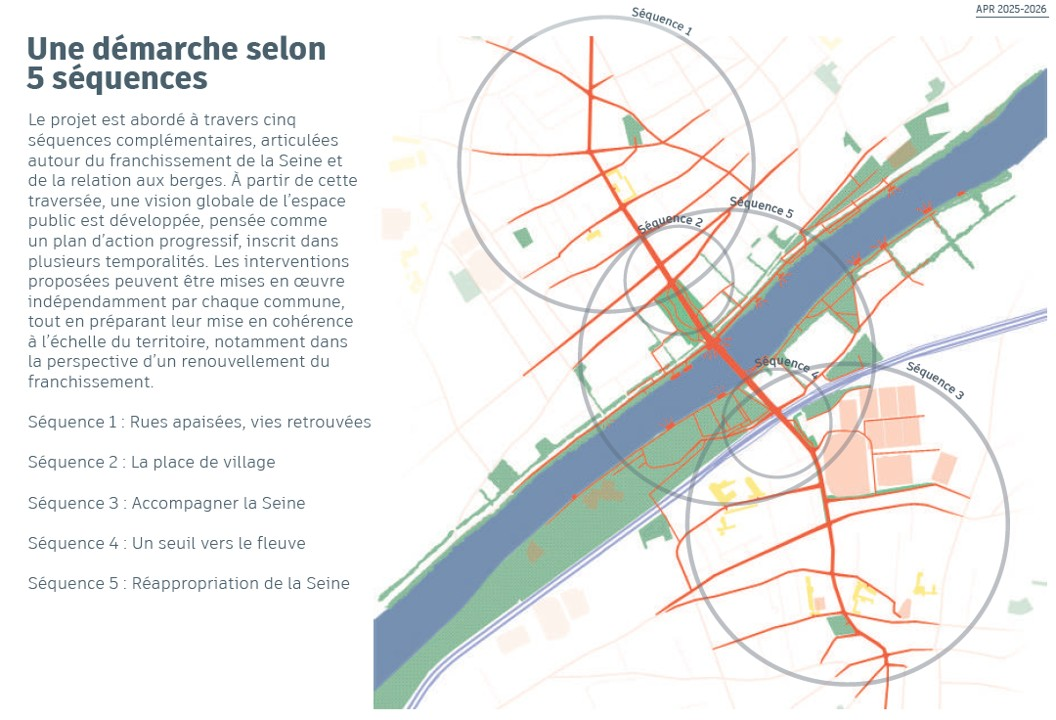 APR 2025-2026
Une démarche selon
5 séquences
Le projet est abordé à travers cinq
séquences complémentaires, articulées
autour du franchissement de la Seine et
de la relation aux berges. À partir de cette
traversée, une vision globale de l'espace
public est développée, pensée comme
un plan d'action progressif, inscrit dans
plusieurs temporalités. Les interventions
proposées peuvent être mises en œuvre
indépendamment par chaque commune,
tout en préparant leur mise en cohérence
à l'échelle du territoire, notamment dans
la perspective d'un renouvellement du
franchissement.
Séquence 1 : Rues apaisées, vies retrouvées
Séquence 2 : La place de village
Séquence 3 : Accompagner la Seine
Séquence 4 : Un seuil vers le fleuve
Séquence 5 : Réappropriation de la Seine
Séquence 1
Séquence 5
Séquence 2
Séquence 4
Séquence 3